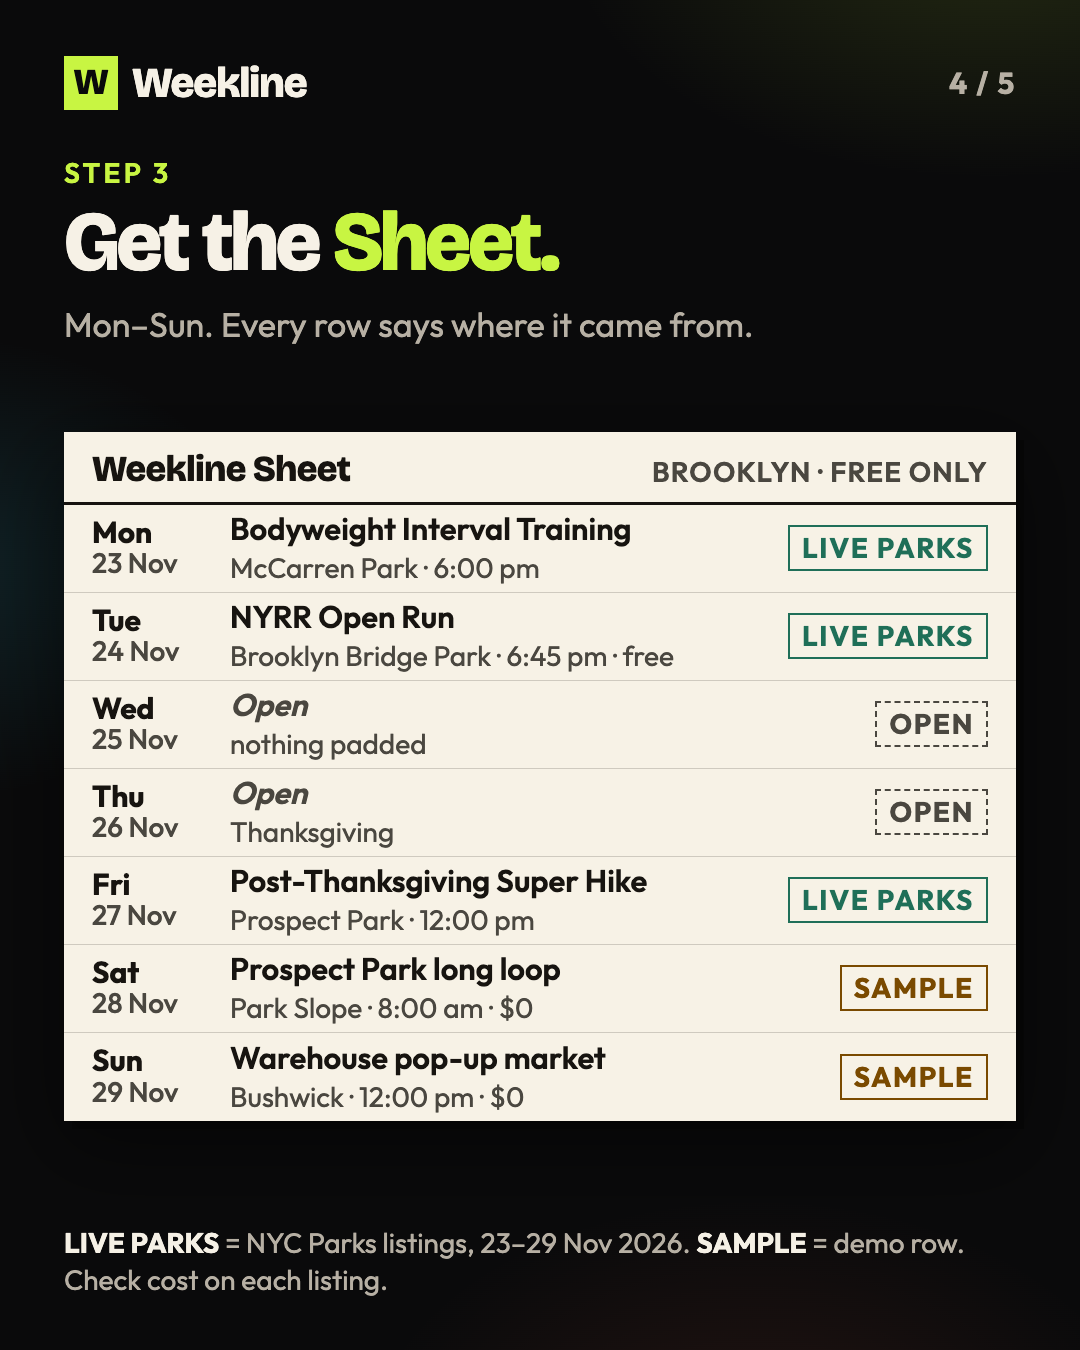 W Weekline
4 / 5
STEP 3
Get the Sheet.
Mon–Sun. Every row says where it came from.
Weekline Sheet
BROOKLYN · FREE ONLY
Mon
23 Nov
Bodyweight Interval Training
McCarren Park · 6:00 pm
LIVE PARKS
Tue
24 Nov
NYRR Open Run
Brooklyn Bridge Park · 6:45 pm · free
LIVE PARKS
Wed
25 Nov
Open
nothing padded
OPEN
Thu
26 Nov
Open
Thanksgiving
OPEN
Fri
27 Nov
Post-Thanksgiving Super Hike
Prospect Park · 12:00 pm
LIVE PARKS
Sat
28 Nov
Prospect Park long loop
Park Slope · 8:00 am · $0
SAMPLE
Sun
29 Nov
Warehouse pop-up market
Bushwick · 12:00 pm · $0
SAMPLE
LIVE PARKS = NYC Parks listings, 23–29 Nov 2026. SAMPLE = demo row.
Check cost on each listing.